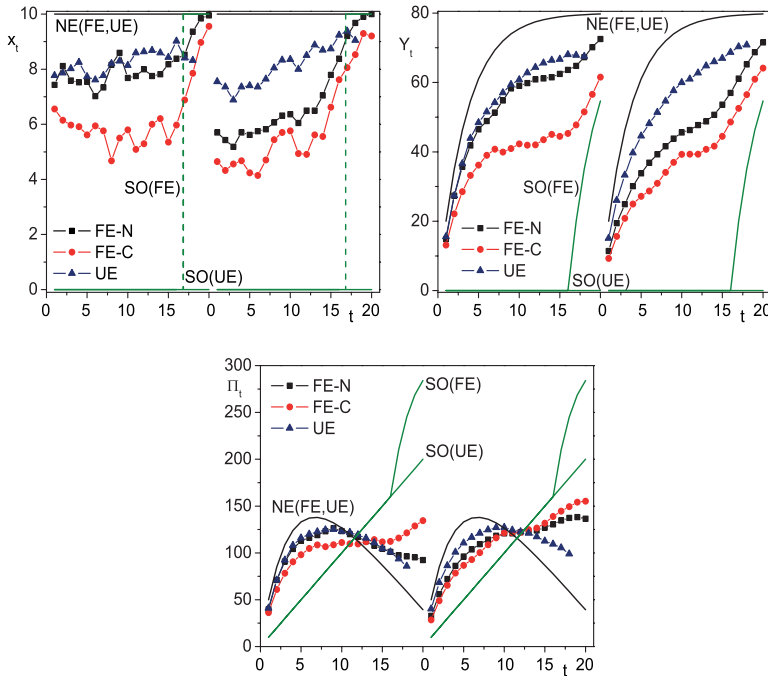 10
x_t
NE(FE,UE)
8
6
4
2
0
SO(FE)
FE-N
FE-C
UE
SO(UE)
0 5 10 15 0 5 10 15 20
t
80
Y_t
NE(FE,UE)
60
40
20
0
SO(FE)
FE-N
FE-C
UE
SO(UE)
0 5 10 15 0 5 10 15 20
t
300
Π_t
250
200
150
100
50
0
FE-N
FE-C
UE
SO(FE)
SO(UE)
NE(FE,UE)
0 5 10 15 0 5 10 15 20
t